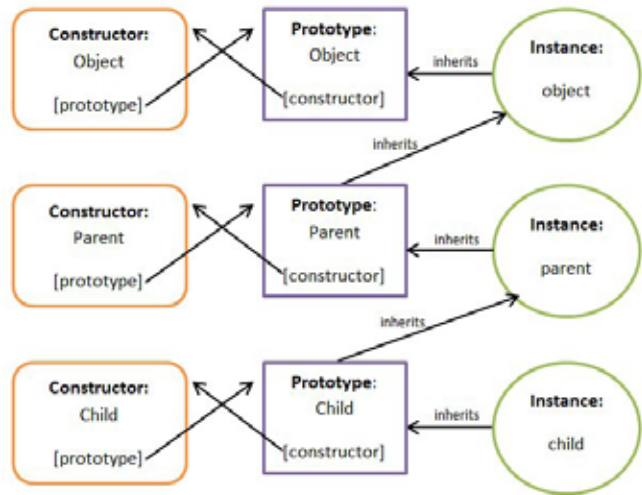 Constructor:
Object
[prototype]
Prototype:
Object
[constructor]
inherits
Instance:
object
inherits
Constructor:
Parent
[prototype]
Prototype:
Parent
[constructor]
inherits
Instance:
parent
inherits
Constructor:
Child
[prototype]
Prototype:
Child
[constructor]
inherits
Instance:
child